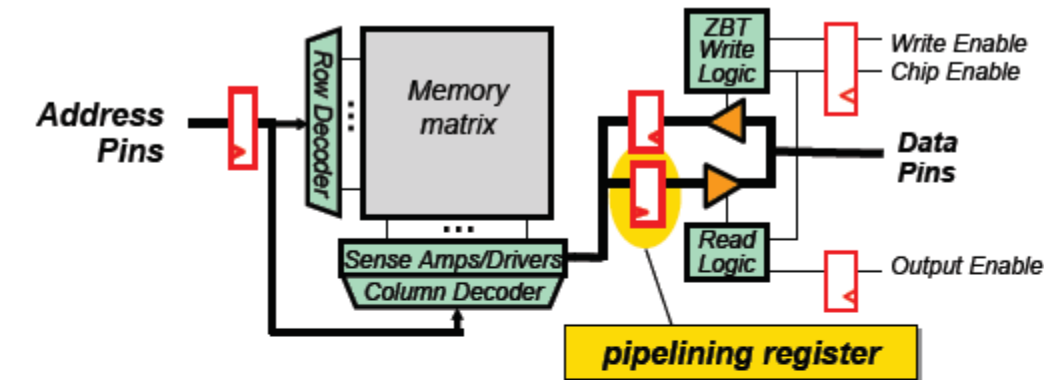 Address
Pins
Row Decoder
Memory
matrix
...
...
Sense Amps/Drivers
Column Decoder
ZBT
Write
Logic
Write Enable
Chip Enable
Data
Pins
Read
Logic
Output Enable
pipelining register